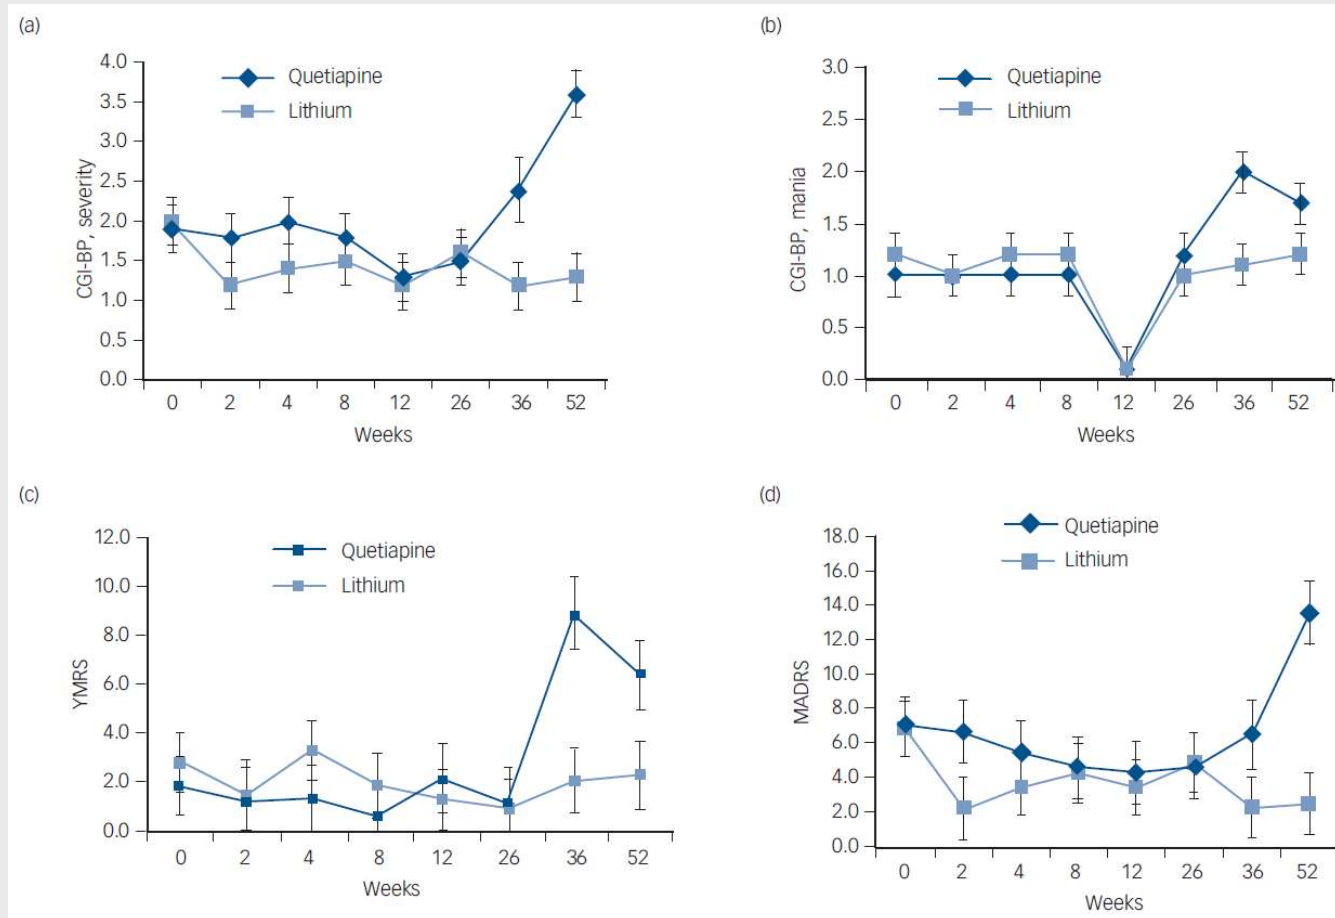 (a)
4.0
3.5
3.0
2.5
2.0
1.5
1.0
0.5
0.0
CGI-BP, severity
Quetiapine
Lithium
0 2 4 8 12 26 36 52
Weeks
(b)
3.0
2.5
2.0
1.5
1.0
0.5
0.0
CGI-BP, mania
Quetiapine
Lithium
0 2 4 8 12 26 36 52
Weeks
(c)
12.0
10.0
8.0
6.0
4.0
2.0
0.0
YMRS
Quetiapine
Lithium
0 2 4 8 12 26 36 52
Weeks
(d)
18.0
16.0
14.0
12.0
10.0
8.0
6.0
4.0
2.0
0.0
MADRS
Quetiapine
Lithium
0 2 4 8 12 26 36 52
Weeks